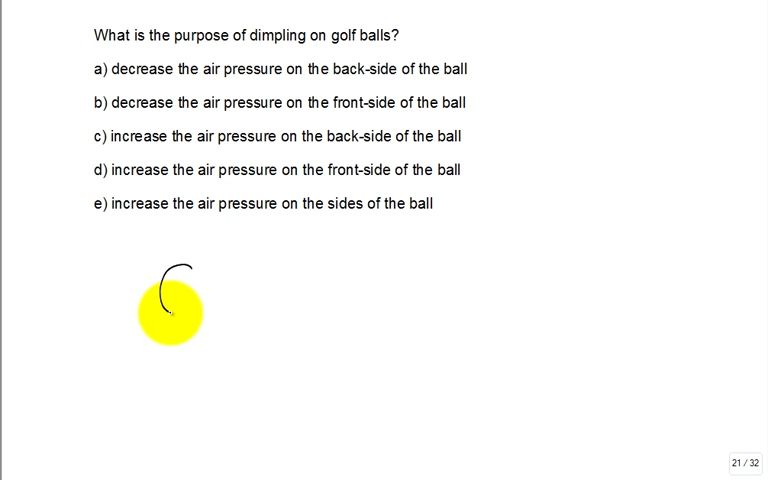 What is the purpose of dimpling on golf balls?
a) decrease the air pressure on the back-side of the ball
b) decrease the air pressure on the front-side of the ball
c) increase the air pressure on the back-side of the ball
d) increase the air pressure on the front-side of the ball
e) increase the air pressure on the sides of the ball
21 / 32